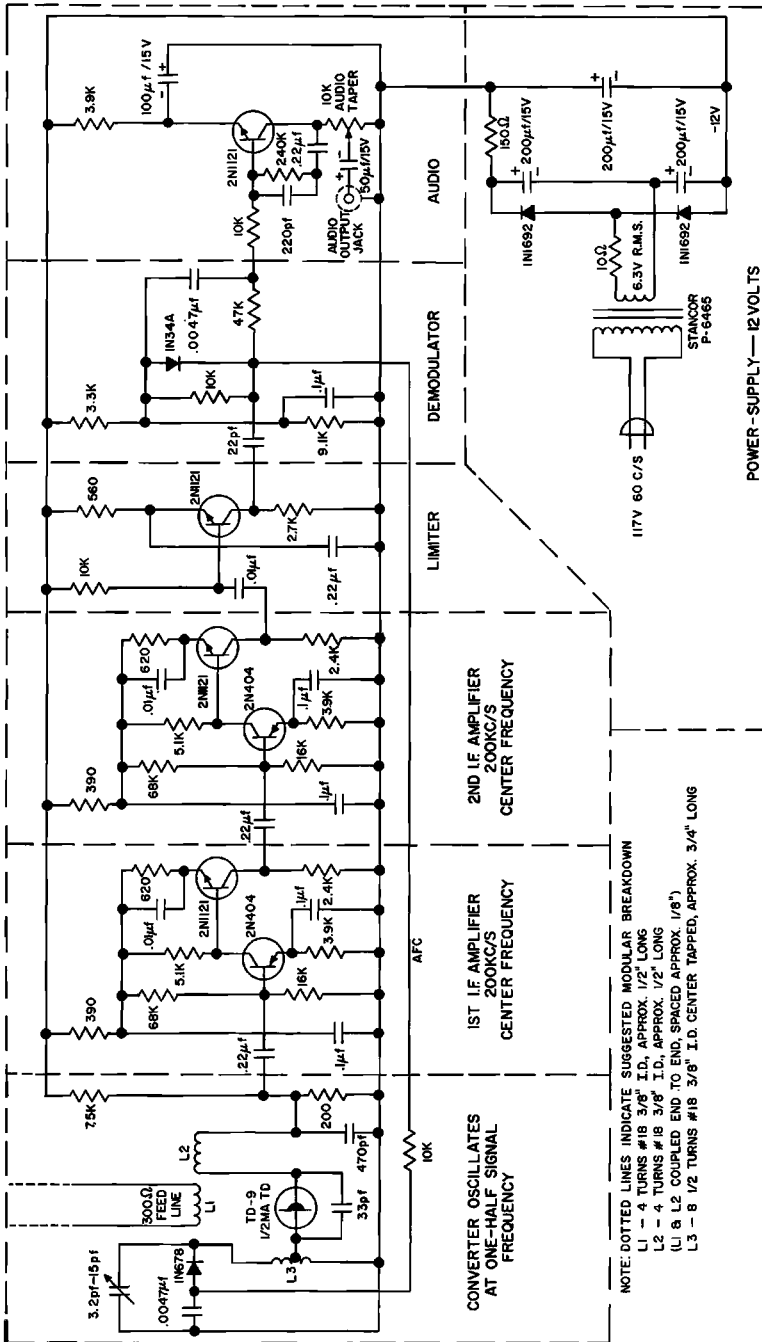 3.2pf-15pf
300Ω
FEED
LINE
L1
L2
7.5K
1N678
.0047µf
L3
TD-9
1/2MA TD
33pf
470pf
200
10K
CONVERTER OSCILLATES
AT ONE-HALF SIGNAL
FREQUENCY
390
68K
5.1K
.01µf
620
2N1121
2N404
.22µf
16K
3.9K
.1µf
2.4K
.1µf
1ST I.F. AMPLIFIER
200KC/S
CENTER FREQUENCY
AFC
390
68K
5.1K
.01µf
620
2N1121
2N404
.22µf
16K
3.9K
.1µf
2.4K
.1µf
2ND I.F. AMPLIFIER
200KC/S
CENTER FREQUENCY
10K
560
2N1121
.01µf
2.7K
.22µf
LIMITER
3.3K
1N34A
.0047µf
10K
47K
22pf
9.1K
.1µf
DEMODULATOR
3.9K
100µf/15V
+
-
2N1121
10K
240K
220pf
.22µf
10K
AUDIO
TAPER
+
-
50µf/15V
AUDIO
OUTPUT
JACK
AUDIO
150Ω
+
-
200µf/15V
+
-
200µf/15V
+
-
200µf/15V
-12V
1N1692
1N1692
10Ω
6.3V R.M.S.
STANCOR
P-6465
117V 60 C/S
POWER-SUPPLY—12 VOLTS
NOTE: DOTTED LINES INDICATE SUGGESTED MODULAR BREAKDOWN
L1 - 4 TURNS #18 3/8" I.D., APPROX. 1/2" LONG
L2 - 4 TURNS #18 3/8" I.D., APPROX. 1/2" LONG
(L1 & L2 COUPLED END TO END, SPACED APPROX. 1/8")
L3 - 8 1/2 TURNS #18 3/8" I.D. CENTER TAPPED, APPROX. 3/4" LONG